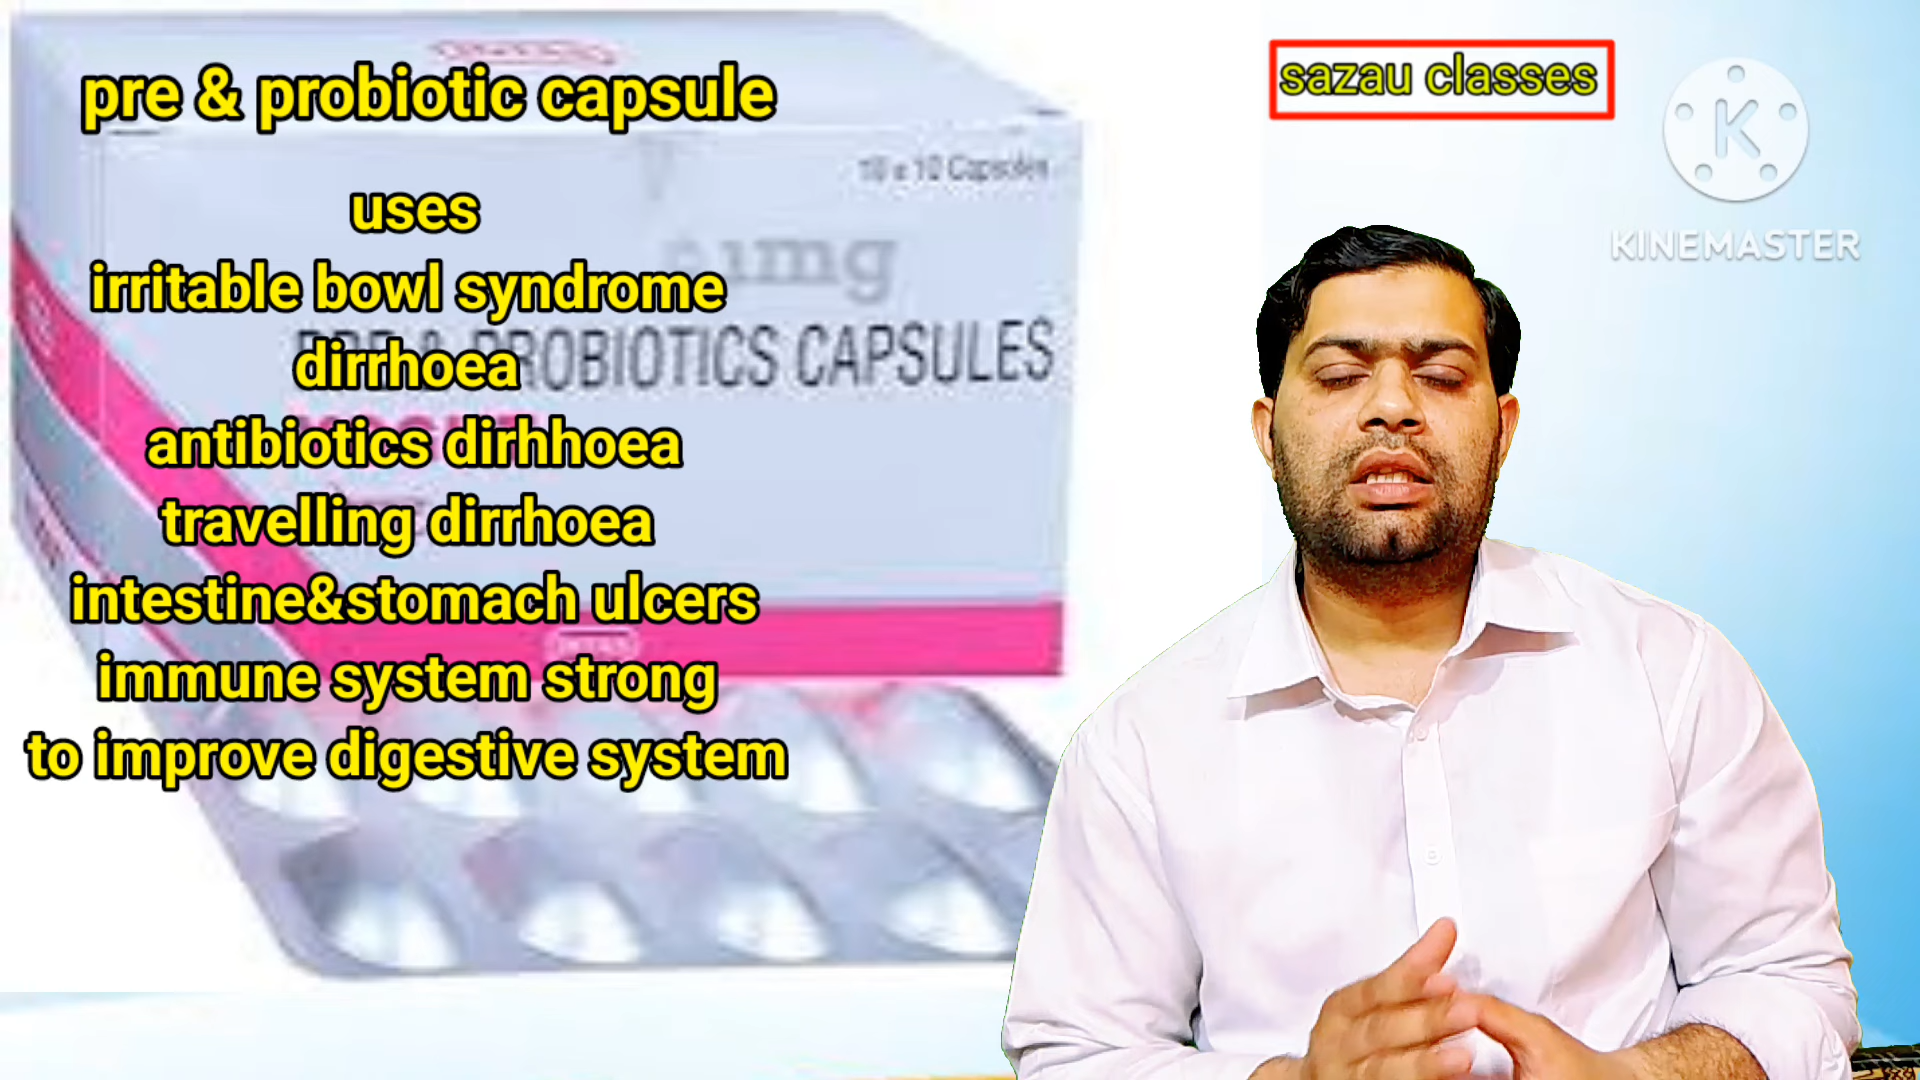 pre & probiotic capsule
sazau classes
K
KINEMASTER
10 x 10 Capsules
uses
1mg
irritable bowl syndrome
PROBIOTICS CAPSULES
dirrhoea
antibiotics dirhhoea
travelling dirrhoea
intestine&stomach ulcers
immune system strong
to improve digestive system